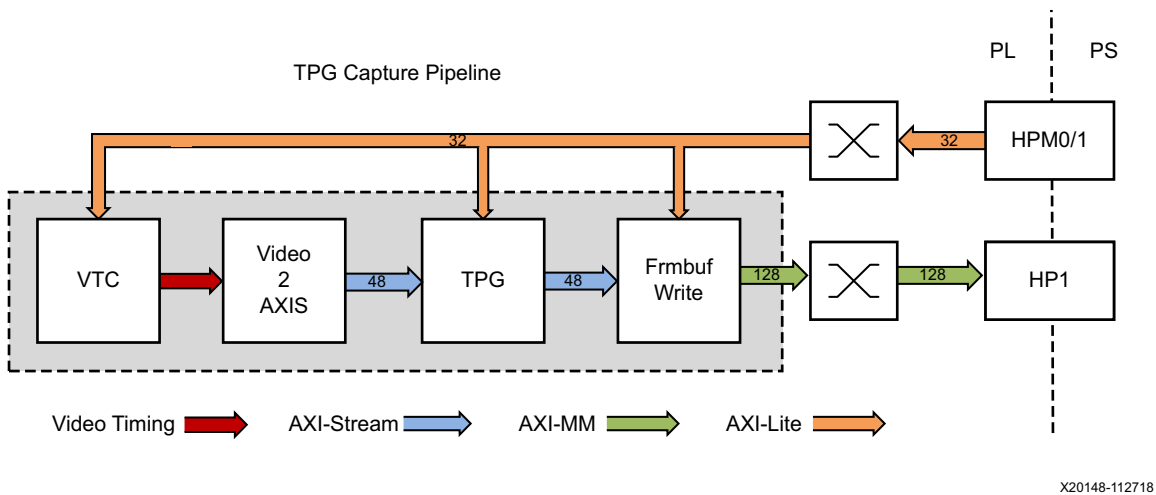 PL
PS
TPG Capture Pipeline
32
32
HPM0/1
VTC
Video
2
AXIS
48
TPG
48
Frmbuf
Write
128
128
HP1
Video Timing
AXI-Stream
AXI-MM
AXI-Lite
X20148-112718